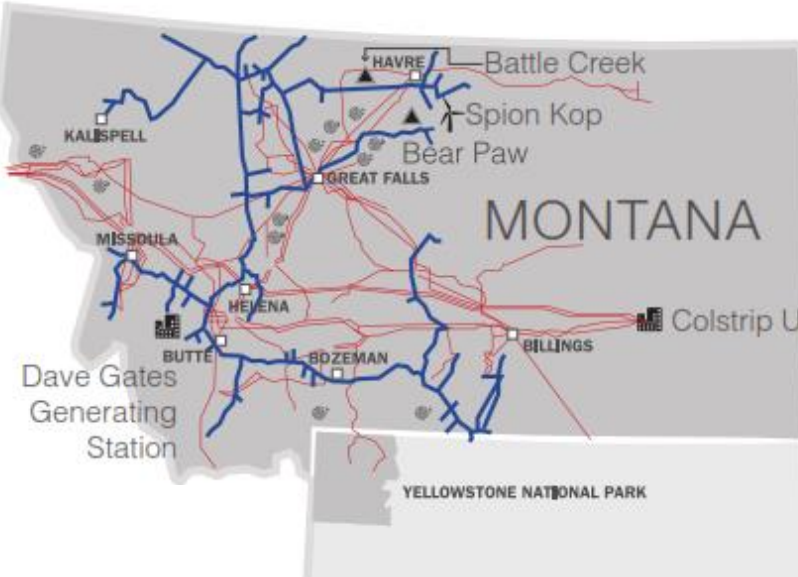 HAVRE
Battle Creek
Spion Kop
KALISPELL
Bear Paw
GREAT FALLS
MONTANA
MISSOULA
HELENA
Colstrip U
BUTTE
BOZEMAN
BILLINGS
Dave Gates
Generating
Station
YELLOWSTONE NATIONAL PARK